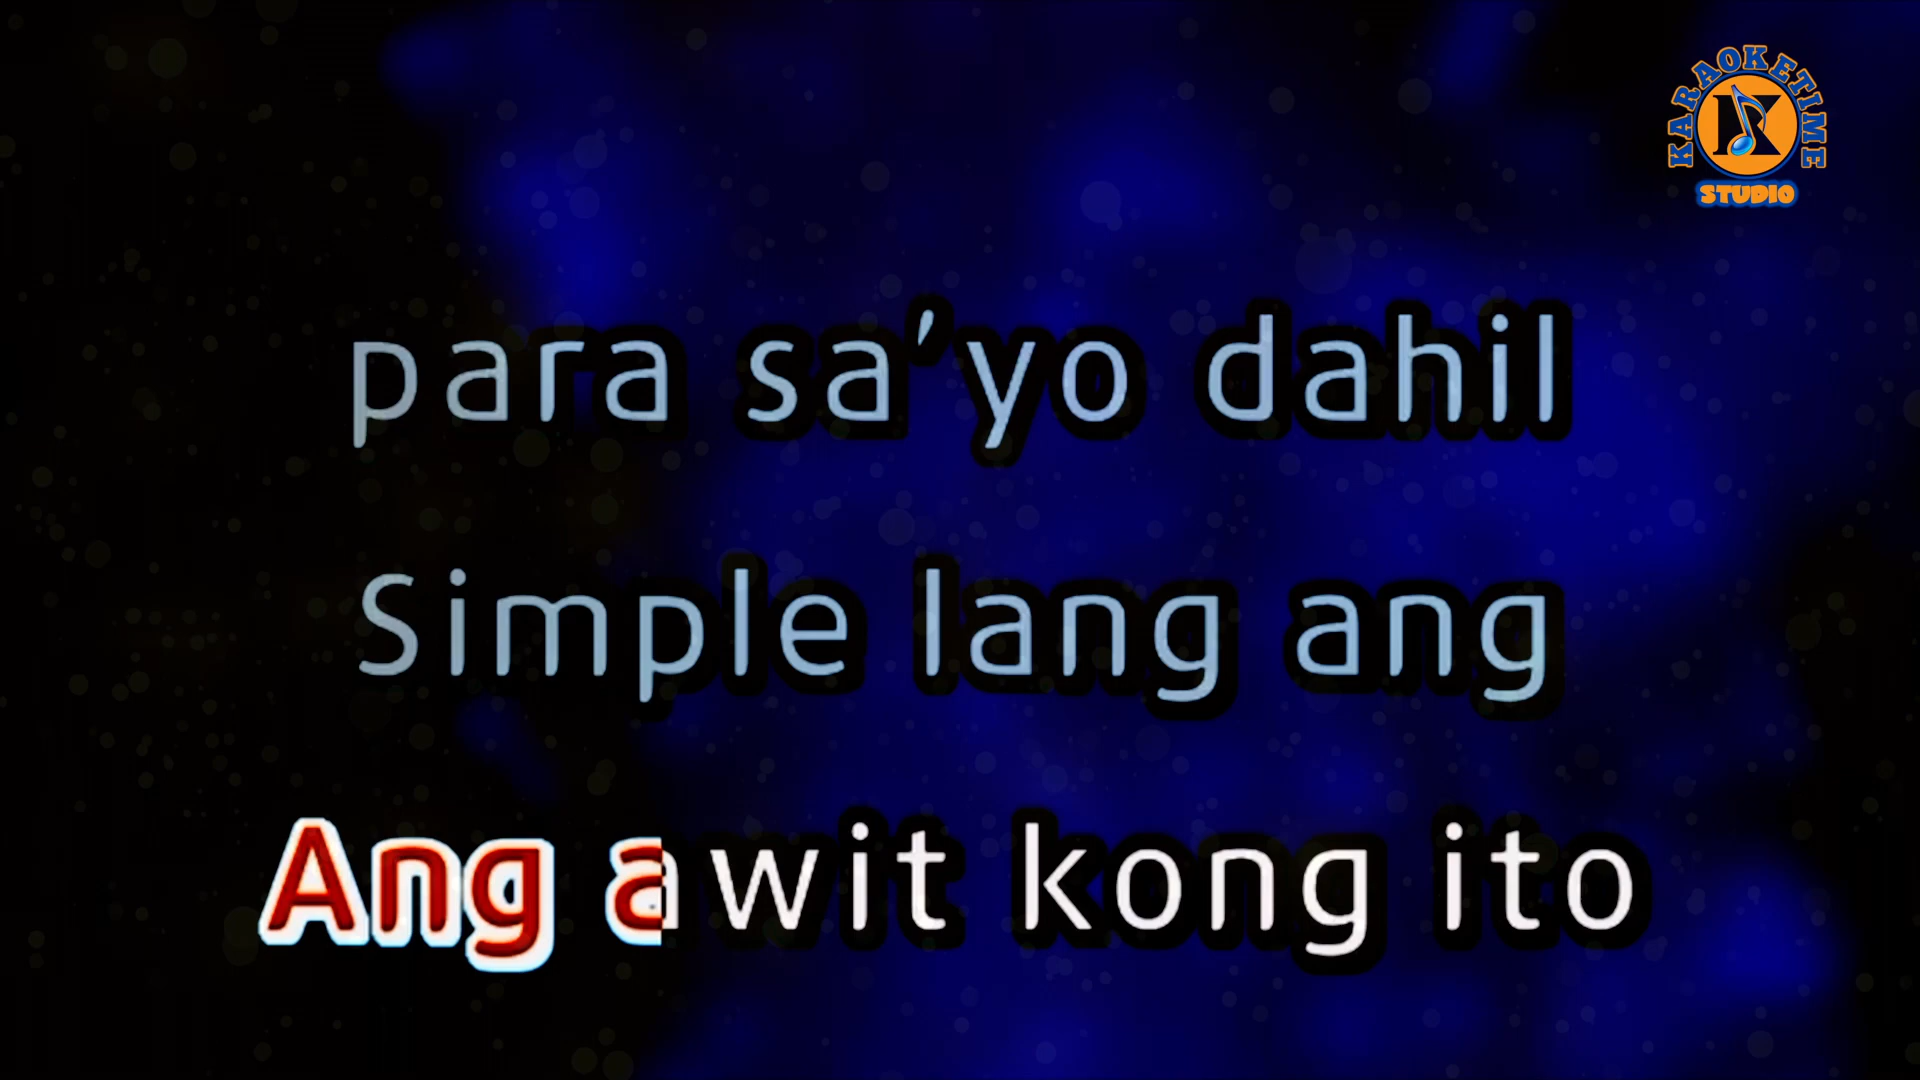 KARAOKETIME
K
STUDIO
para sa’yo dahil
Simple lang ang
Ang awit kong ito